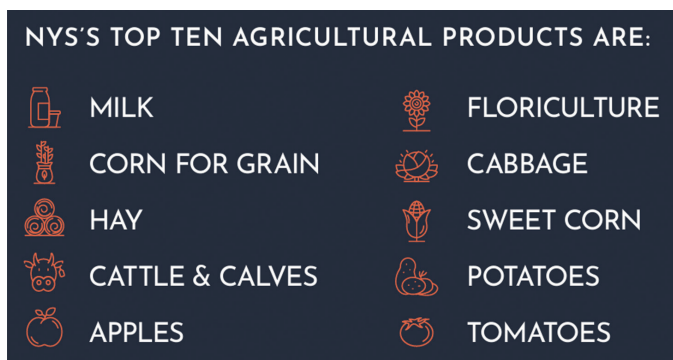 NYS'S TOP TEN AGRICULTURAL PRODUCTS ARE:
MILK
CORN FOR GRAIN
HAY
CATTLE & CALVES
APPLES
FLORICULTURE
CABBAGE
SWEET CORN
POTATOES
TOMATOES